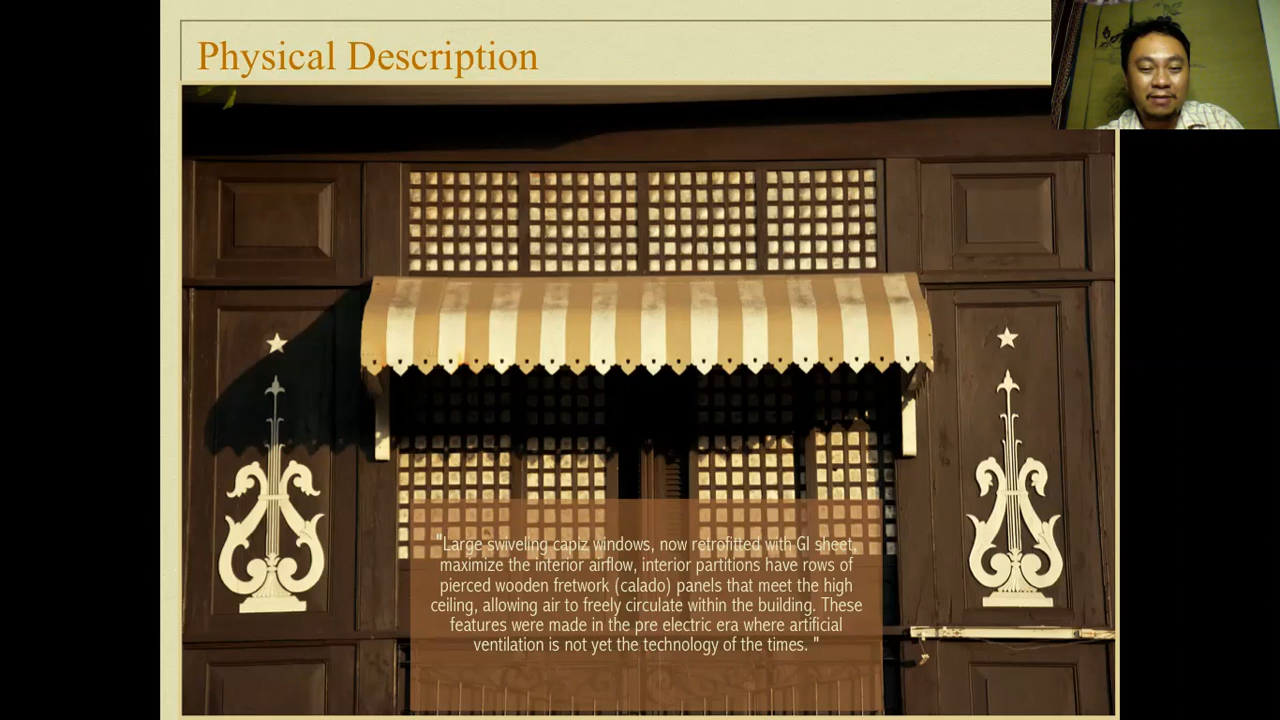 Physical Description
"Large swiveling capiz windows, now retrofitted with GI sheet,
maximize the interior airflow, interior partitions have rows of
pierced wooden fretwork (calado) panels that meet the high
ceiling, allowing air to freely circulate within the building. These
features were made in the pre electric era where artificial
ventilation is not yet the technology of the times. "